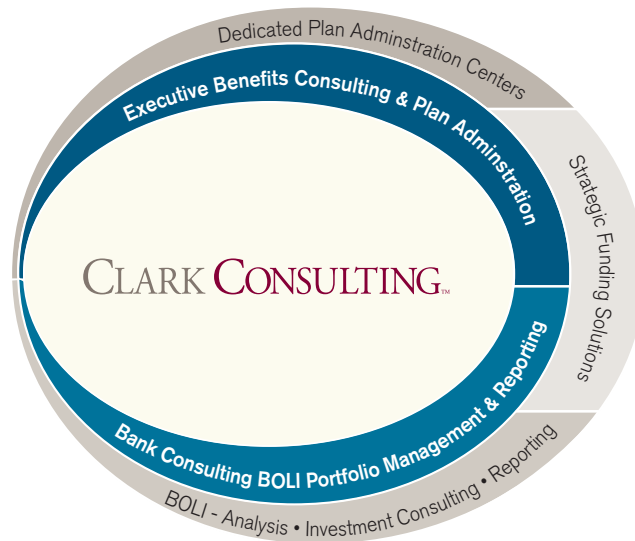 Dedicated Plan Adminstration Centers
Executive Benefits Consulting & Plan Adminstration
Strategic Funding Solutions
CLARK CONSULTING™
Bank Consulting BOLI Portfolio Management & Reporting
BOLI - Analysis • Investment Consulting • Reporting